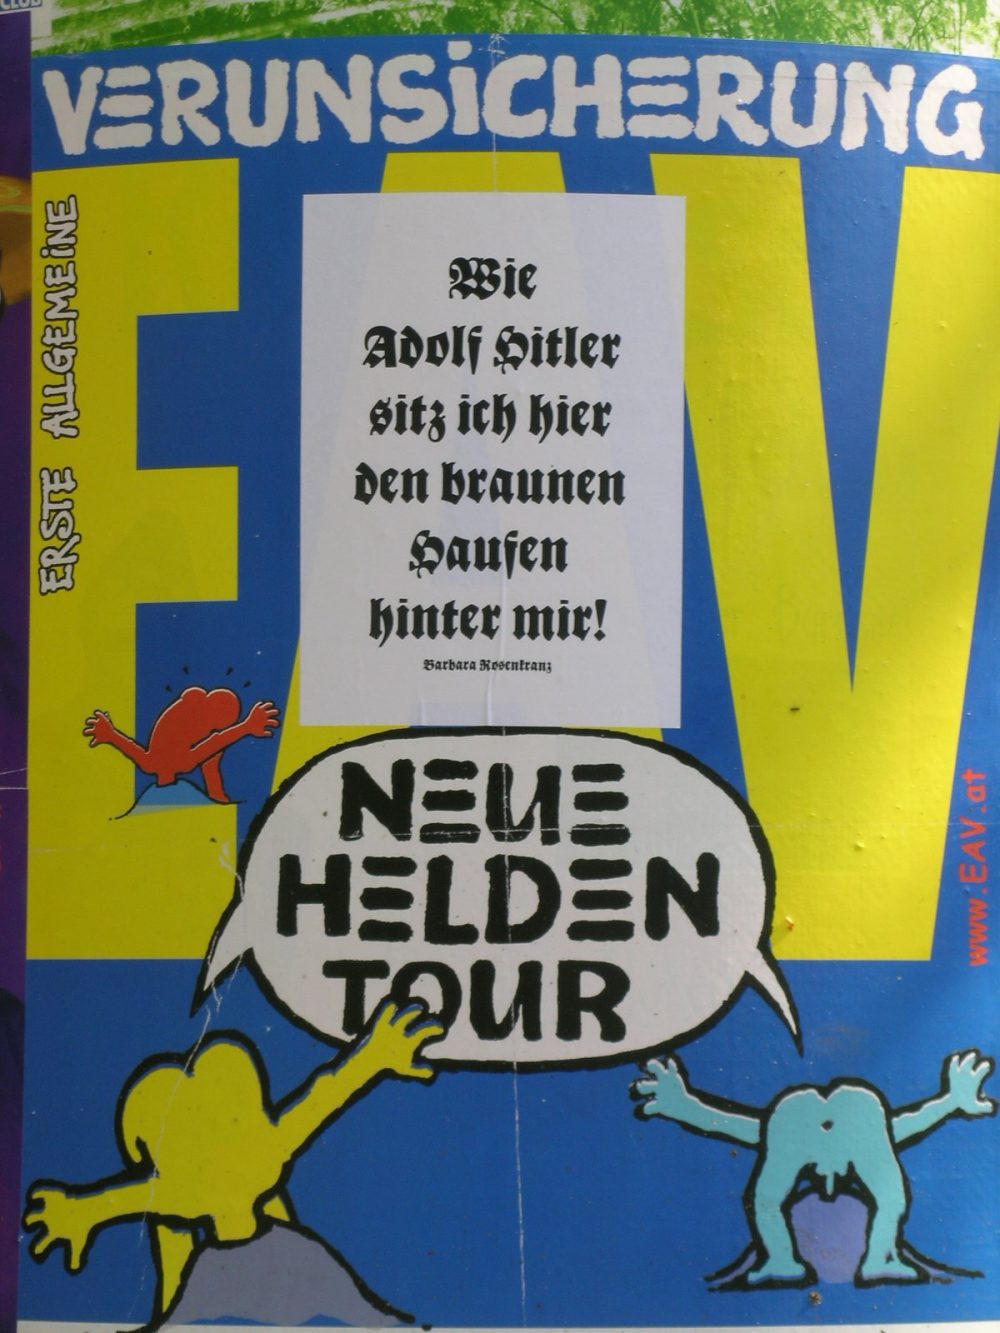 CLUB
VERUNSiCHERUNG
ERSTE ALLGEMEiNE
EAV
Wie
Adolf Hitler
sitz ich hier
den braunen
Haufen
hinter mir!
Barbara Rosenkranz
NEUE
HELDEN
TOUR
www.EAV.at